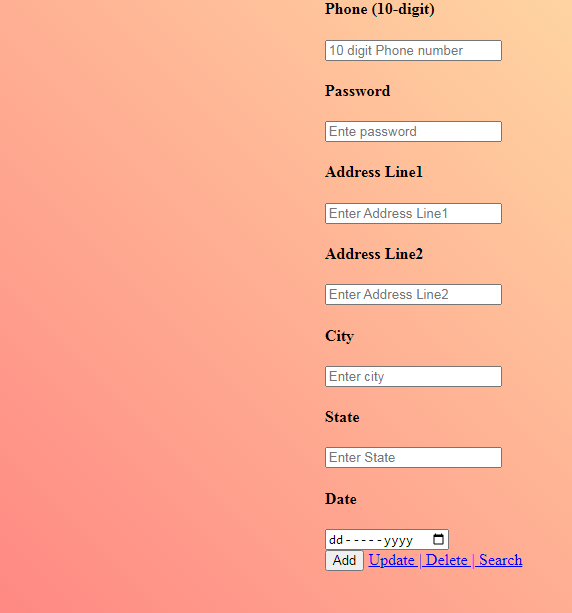 Phone (10-digit)
10 digit Phone number
Password
Ente password
Address Line1
Enter Address Line1
Address Line2
Enter Address Line2
City
Enter city
State
Enter State
Date
dd-----yyyy
Add Update | Delete | Search